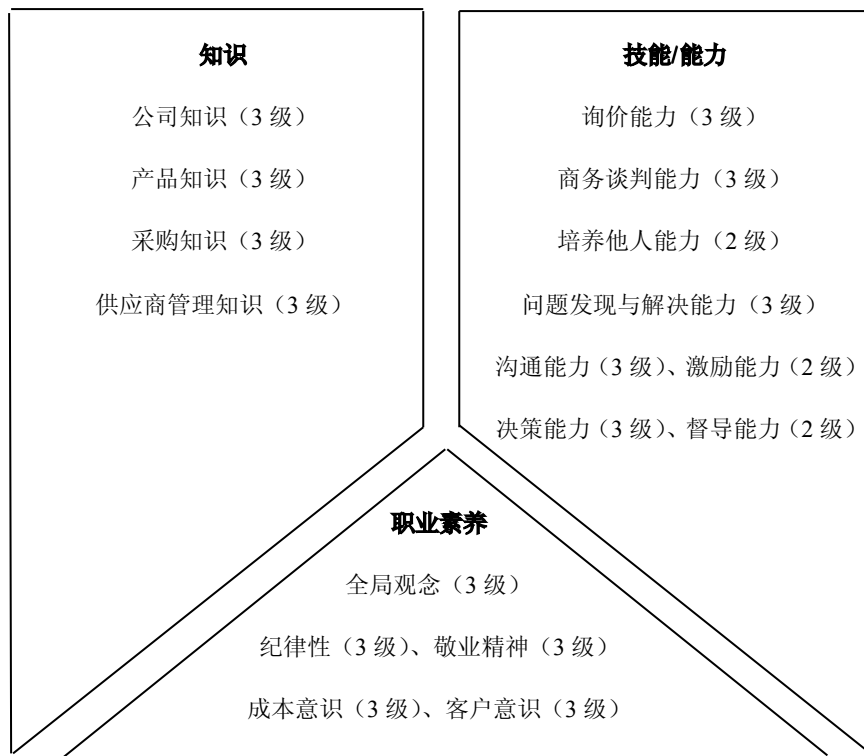 知识
公司知识（3 级）
产品知识（3 级）
采购知识（3 级）
供应商管理知识（3 级）
技能/能力
询价能力（3 级）
商务谈判能力（3 级）
培养他人能力（2 级）
问题发现与解决能力（3 级）
沟通能力（3 级）、激励能力（2 级）
决策能力（3 级）、督导能力（2 级）
职业素养
全局观念（3 级）
纪律性（3 级）、敬业精神（3 级）
成本意识（3 级）、客户意识（3 级）